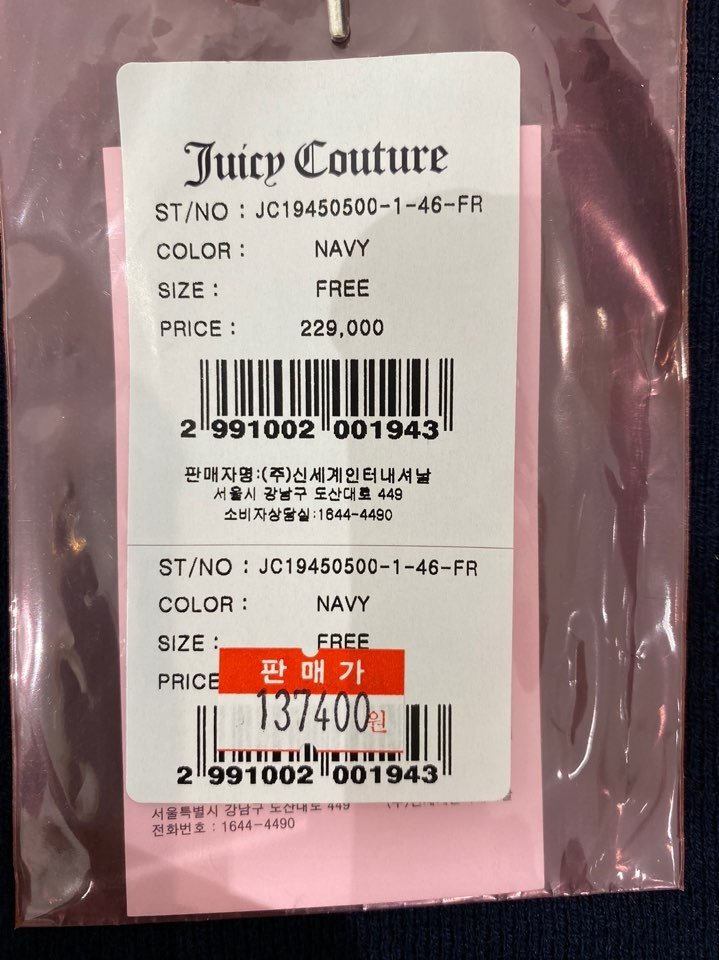 Juicy Couture
ST/NO : JC19450500-1-46-FR
COLOR : NAVY
SIZE : FREE
PRICE : 229,000
2 991002 001943
판매자명:(주)신세계인터내셔날
서울시 강남구 도산대로 449
소비자상담실:1644-4490
ST/NO : JC19450500-1-46-FR
COLOR : NAVY
SIZE : FREE
판매가
PRICE
137400원
2 991002 001943
서울특별시 강남구 도산대로 449
전화번호 : 1644-4490